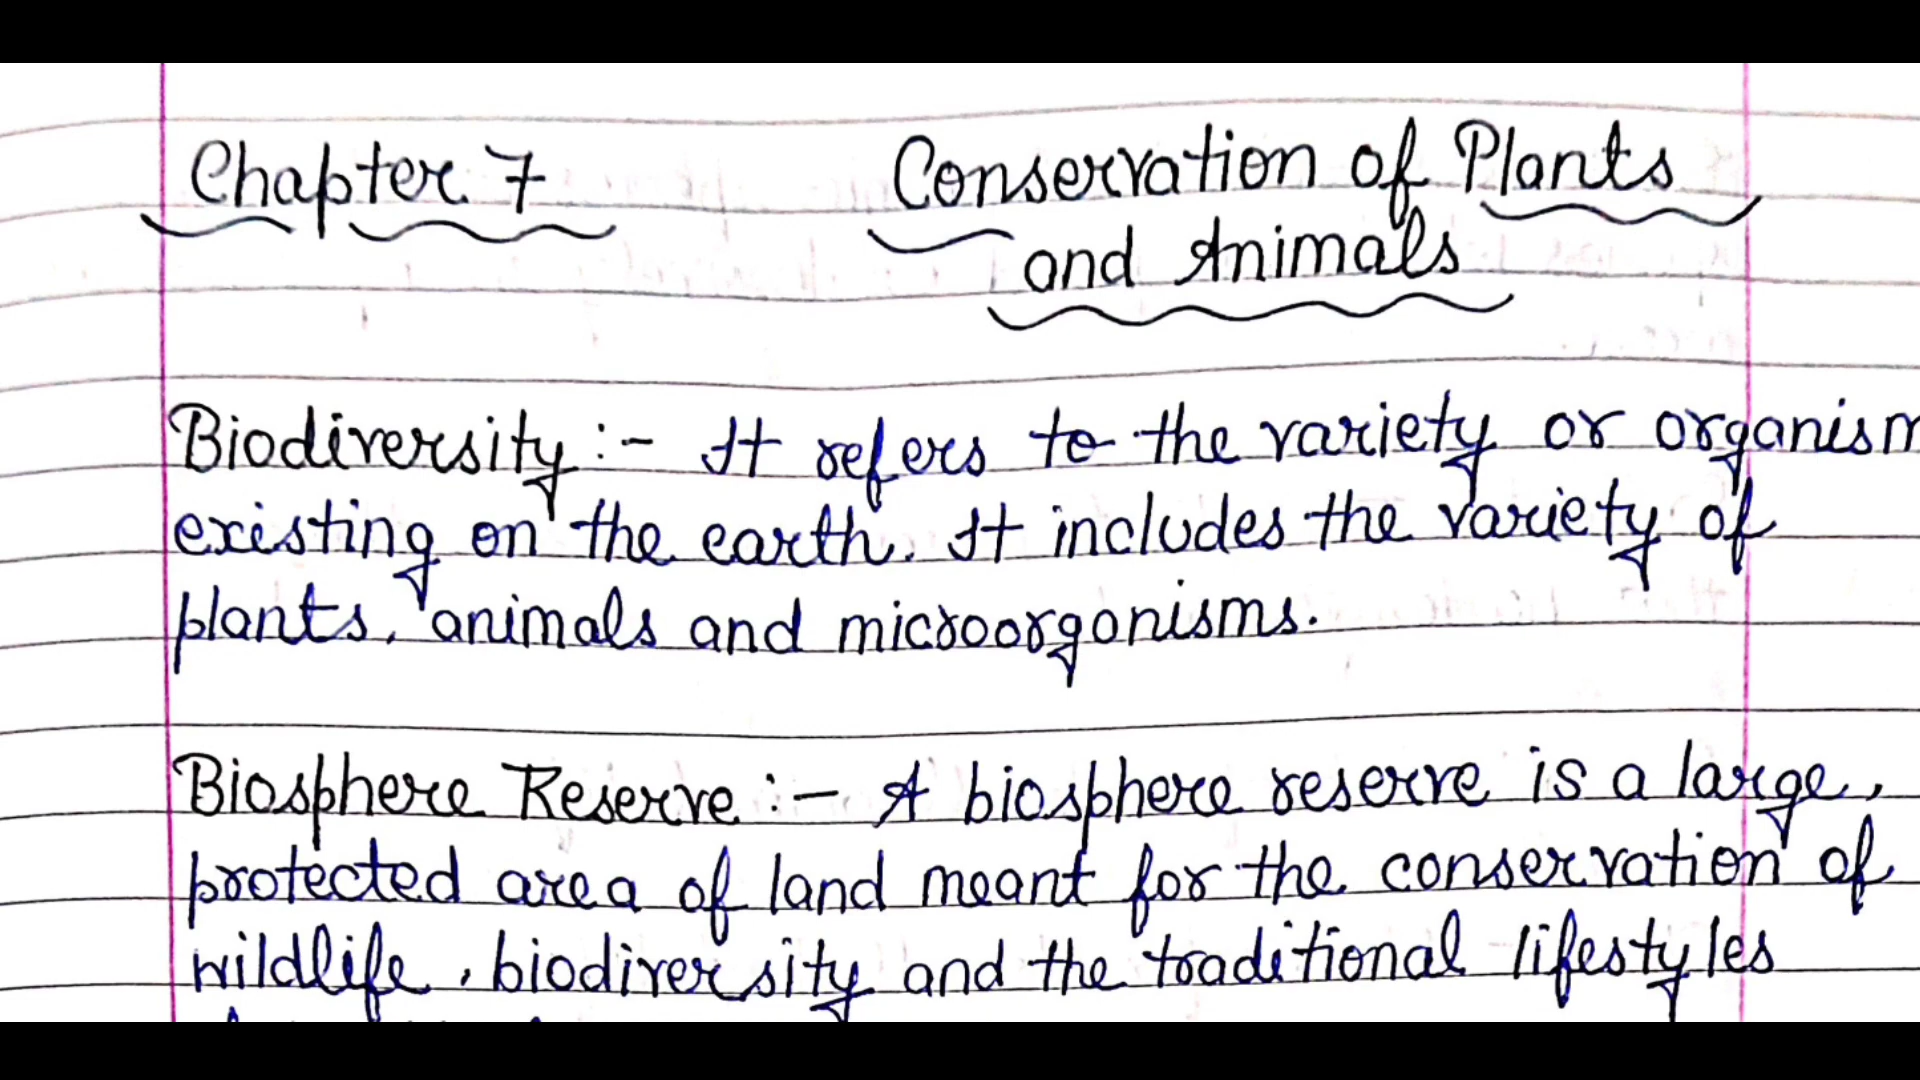 Chapter 7 Conservation of Plants
and Animals
Biodiversity :- It refers to the variety or organism
existing on the earth. It includes the variety of
plants, animals and microorganisms.
Biosphere Reserve :- A biosphere reserve is a large,
protected area of land meant for the conservation of
wildlife, biodiversity and the traditional lifestyles